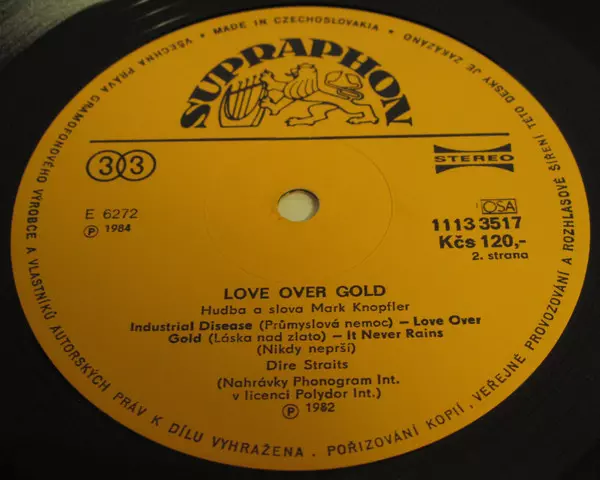 MADE IN CZECHOSLOVAKIA • VŠECHNA PRÁVA GRAMOFONOVÉHO VÝROBCE A VLASTNÍKŮ AUTORSKÝCH PRÁV K DÍLU VYHRAŽENA. POŘIZOVÁNÍ KOPIÍ, VEŘEJNÉ PROVOZOVÁNÍ A ROZHLASOVÉ ŠÍŘENÍ TÉTO DESKY JE ZAKÁZÁNO
SUPRAPHON
33
STEREO
E 6272
OSA
Ⓟ 1984
1113 3517
Kčs 120,-
2. strana
LOVE OVER GOLD
Hudba a slova Mark Knopfler
Industrial Disease (Průmyslová nemoc) – Love Over
Gold (Láska nad zlato) – It Never Rains
(Nikdy neprší)
Dire Straits
(Nahrávky Phonogram Int.
v licenci Polydor Int.)
Ⓟ 1982